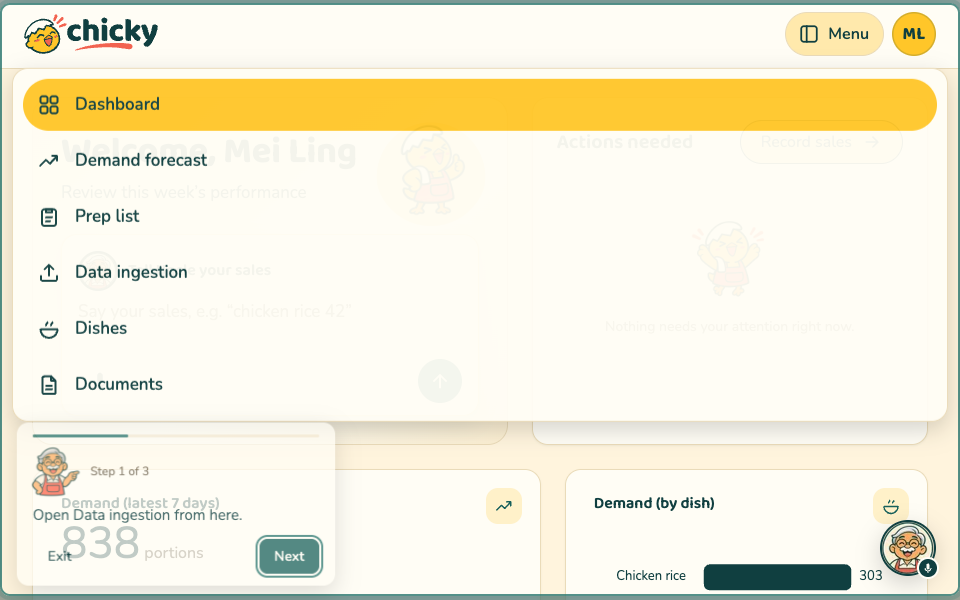 chicky
Menu
ML
Dashboard
Welcome, Mei Ling
Actions needed
Record sales
Demand forecast
Review this week's performance
Prep list
Data ingestion
your sales
Say your sales, e.g. "chicken rice 42"
Nothing needs your attention right now.
Dishes
Documents
Step 1 of 3
Demand (latest 7 days)
Open Data ingestion from here.
838 portions
Exit
Next
Demand (by dish)
Chicken rice
303